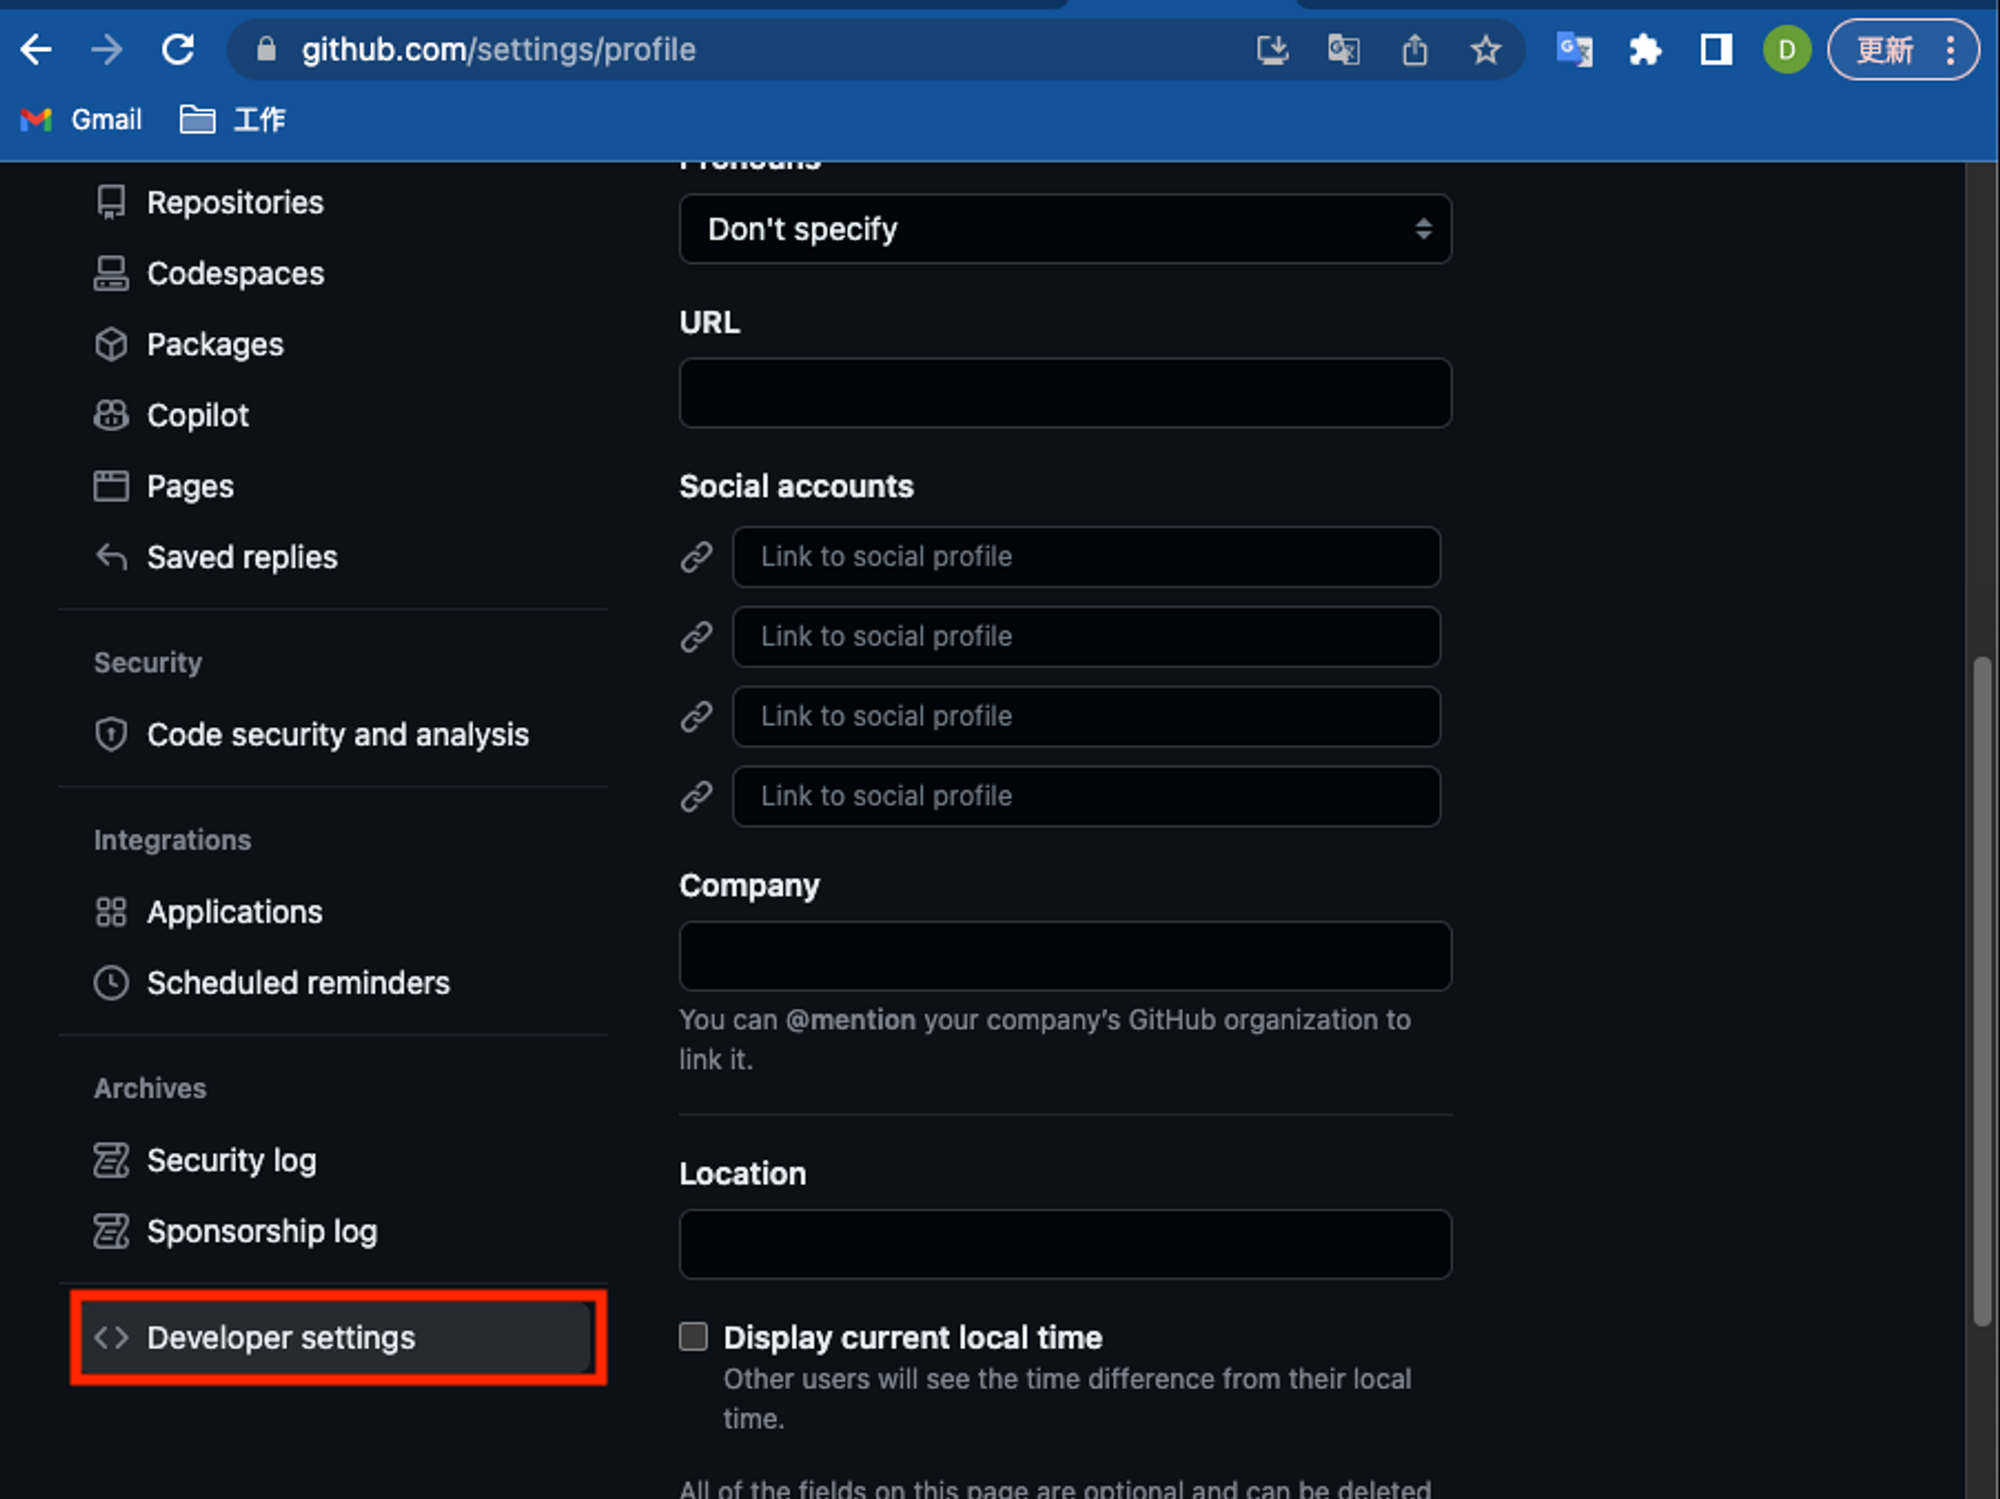 github.com/settings/profile
D
更新
Gmail
工作
Repositories
Codespaces
Packages
Copilot
Pages
Saved replies
Security
Code security and analysis
Integrations
Applications
Scheduled reminders
Archives
Security log
Sponsorship log
Developer settings
Pronouns
Don't specify
URL
Social accounts
Link to social profile
Link to social profile
Link to social profile
Link to social profile
Company
You can @mention your company's GitHub organization to
link it.
Location
Display current local time
Other users will see the time difference from their local
time.
All of the fields on this page are optional and can be deleted